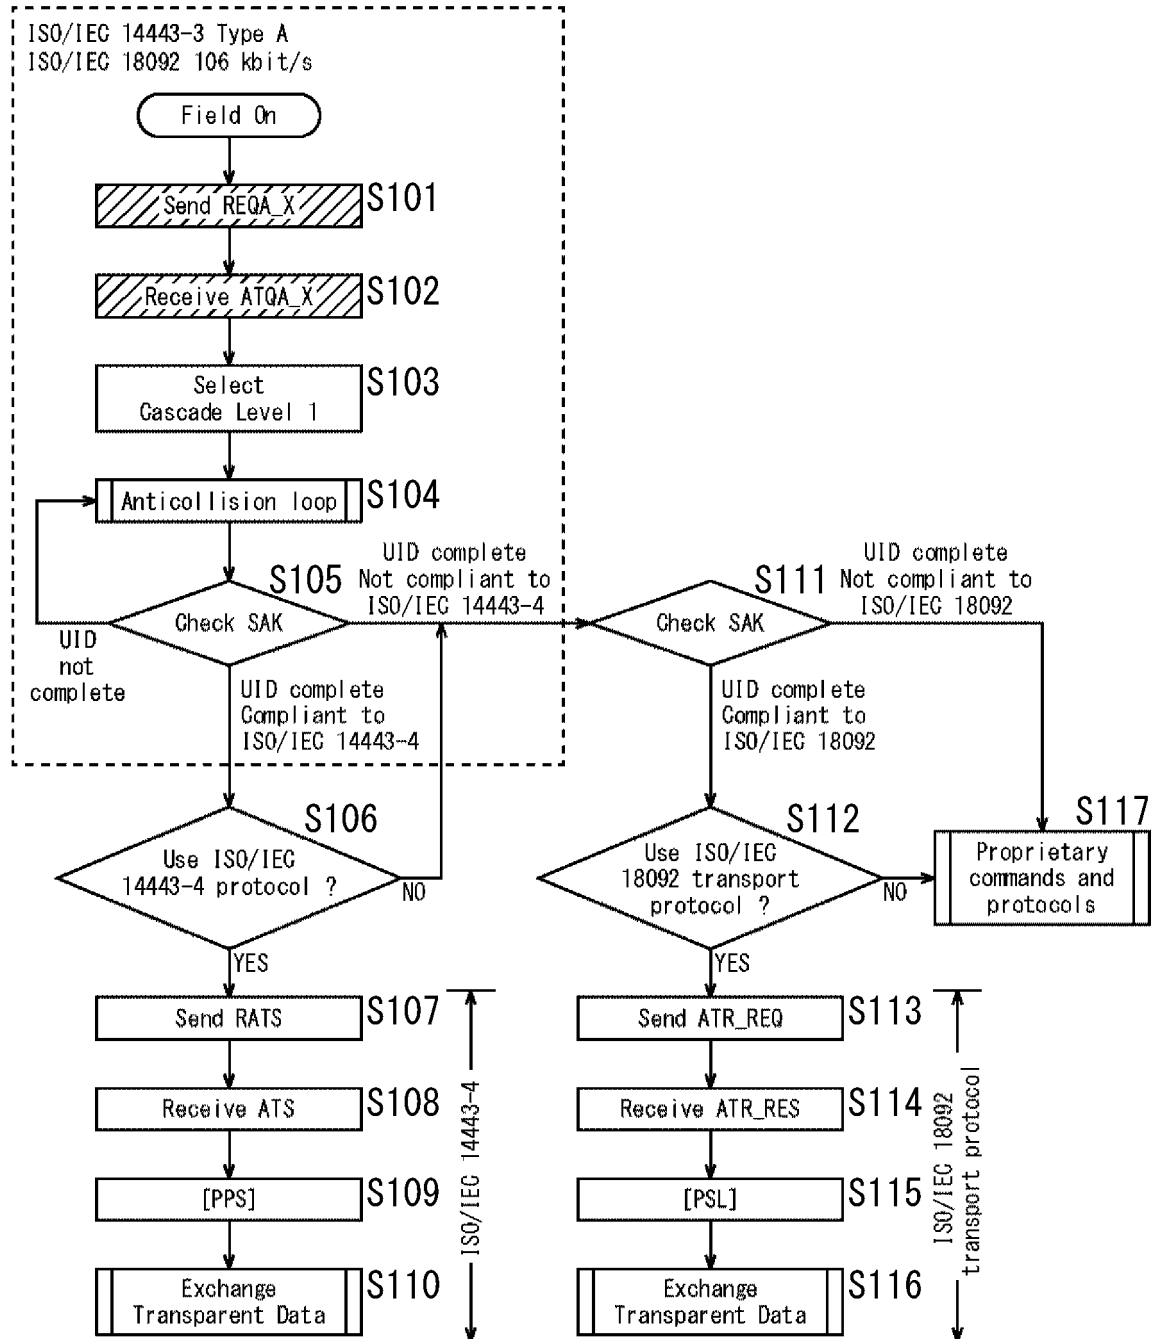 ISO/IEC 14443-3 Type A
ISO/IEC 18092 106 kbit/s
Field On
Send REQA_X
S101
Receive ATQA_X
S102
Select
Cascade Level 1
S103
Anticollision loop
S104
S105
Check SAK
UID
not
complete
UID complete
Not compliant to
ISO/IEC 14443-4
UID complete
Compliant to
ISO/IEC 14443-4
S111
Check SAK
UID complete
Not compliant to
ISO/IEC 18092
UID complete
Compliant to
ISO/IEC 18092
S106
Use ISO/IEC
14443-4 protocol ?
NO
YES
S112
Use ISO/IEC
18092 transport
protocol ?
NO
YES
S117
Proprietary
commands and
protocols
Send RATS
S107
Receive ATS
S108
[PPS]
S109
Exchange
Transparent Data
S110
ISO/IEC 14443-4
Send ATR_REQ
S113
Receive ATR_RES
S114
[PSL]
S115
Exchange
Transparent Data
S116
ISO/IEC 18092
transport protocol